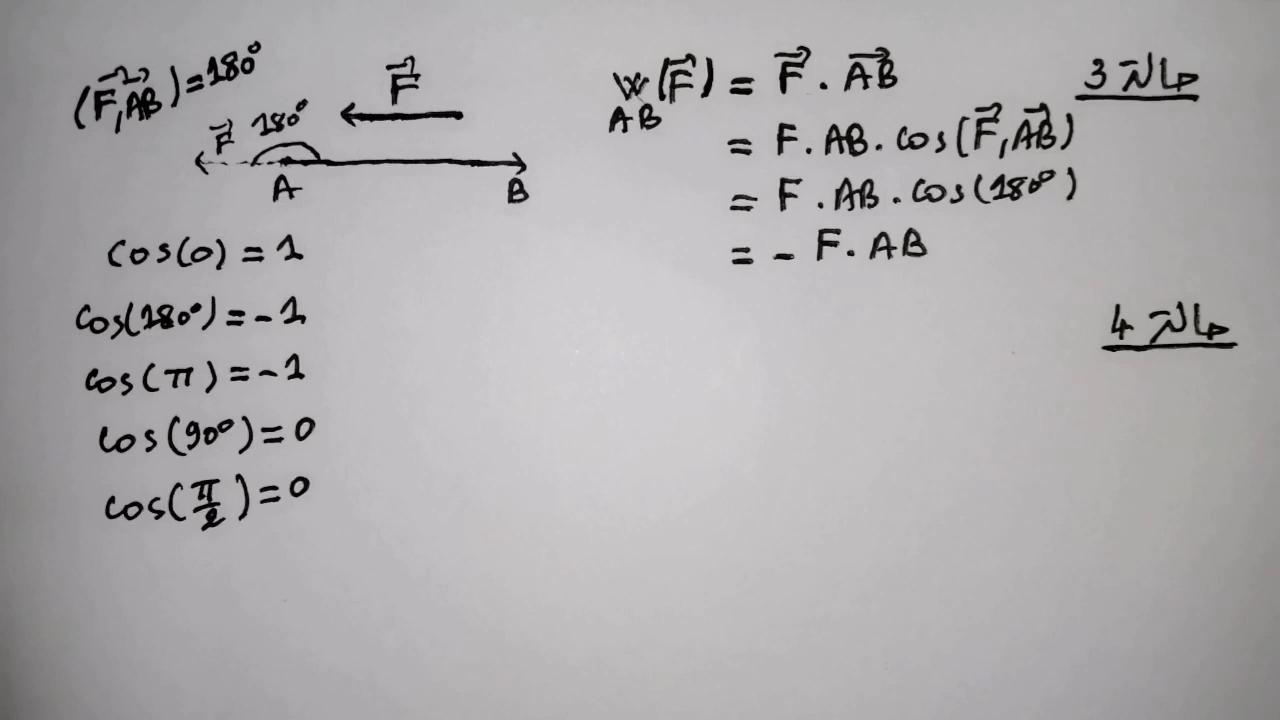 (F⃗,AB⃗)=180°
F⃗
F⃗ 180°
A B
cos(0) = 1
cos(180°) = -1
cos(π) = -1
cos(90°) = 0
cos(π/2) = 0
W(F⃗) = F⃗ . AB⃗
AB
= F. AB. cos(F⃗,AB⃗)
= F . AB . cos(180°)
= - F. AB
حالة 3
حالة 4